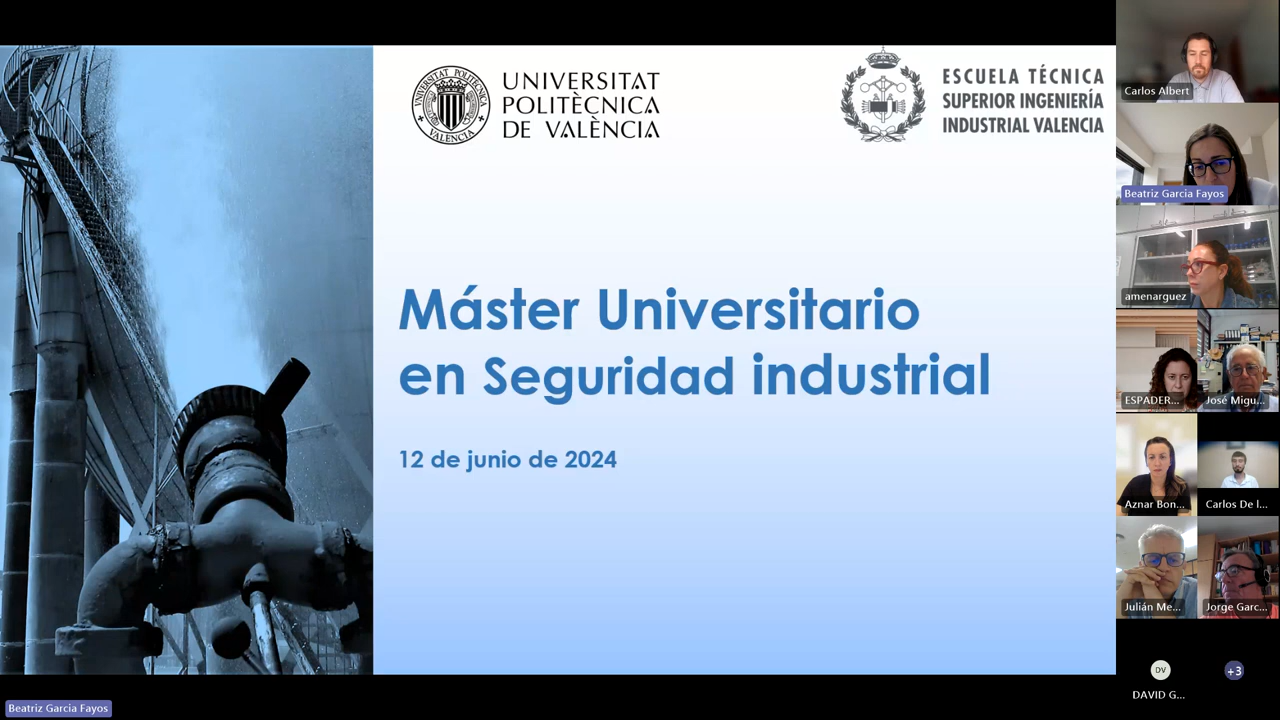 UNIVERSITAT
POLITÈCNICA
DE VALÈNCIA
ESCUELA TÉCNICA
SUPERIOR INGENIERÍA
INDUSTRIAL VALENCIA
Máster Universitario
en Seguridad industrial
12 de junio de 2024
Carlos Albert
Beatriz Garcia Fayos
amenarguez
ESPADER...
José Migu...
Aznar Bon...
Carlos De l...
Julián Me...
Jorge Garc...
DV
+3
DAVID G...
Beatriz Garcia Fayos